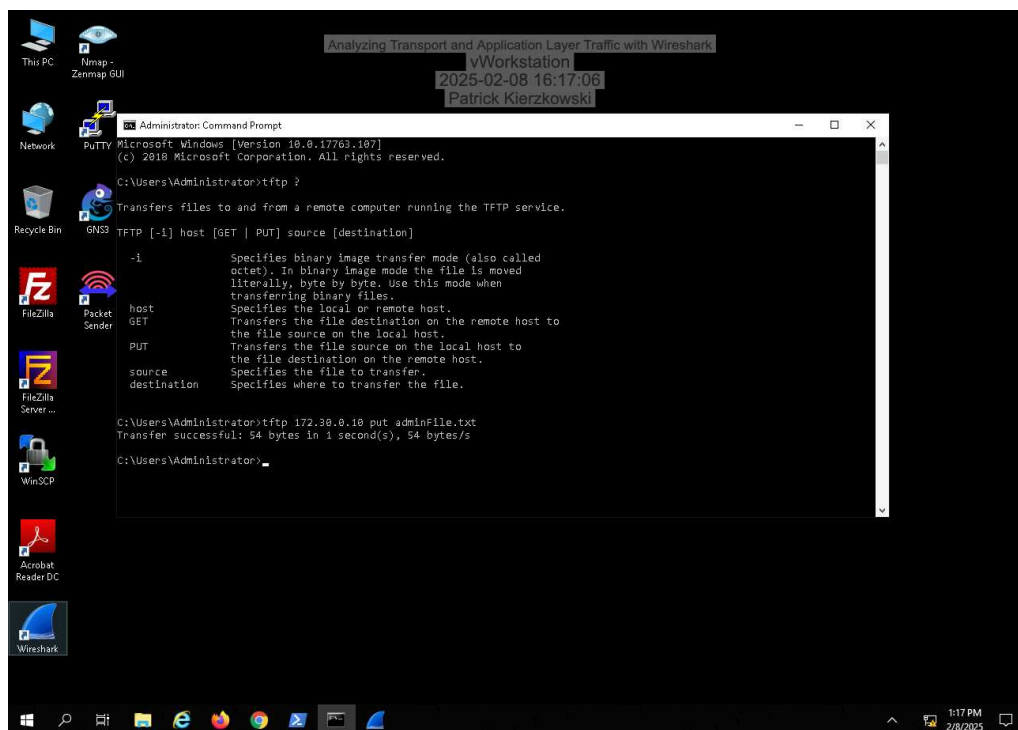 Analyzing Transport and Application Layer Traffic with Wireshark
vWorkstation
2025-02-08 16:17:06
Patrick Kierzkowski
This PC
Nmap -
Zenmap GUI
Network
PuTTY
Recycle Bin
GNS3
FileZilla
Packet
Sender
FileZilla
Server ...
WinSCP
Acrobat
Reader DC
Wireshark
Administrator: Command Prompt
Microsoft Windows [Version 10.0.17763.107]
(c) 2018 Microsoft Corporation. All rights reserved.
C:\Users\Administrator>tftp ?
Transfers files to and from a remote computer running the TFTP service.
TFTP [-i] host [GET | PUT] source [destination]
-i Specifies binary image transfer mode (also called
octet). In binary image mode the file is moved
literally, byte by byte. Use this mode when
transferring binary files.
host Specifies the local or remote host.
GET Transfers the file destination on the remote host to
the file source on the local host.
PUT Transfers the file source on the local host to
the file destination on the remote host.
source Specifies the file to transfer.
destination Specifies where to transfer the file.
C:\Users\Administrator>tftp 172.30.0.10 put adminFile.txt
Transfer successful: 54 bytes in 1 second(s), 54 bytes/s
C:\Users\Administrator>
1:17 PM
2/8/2025